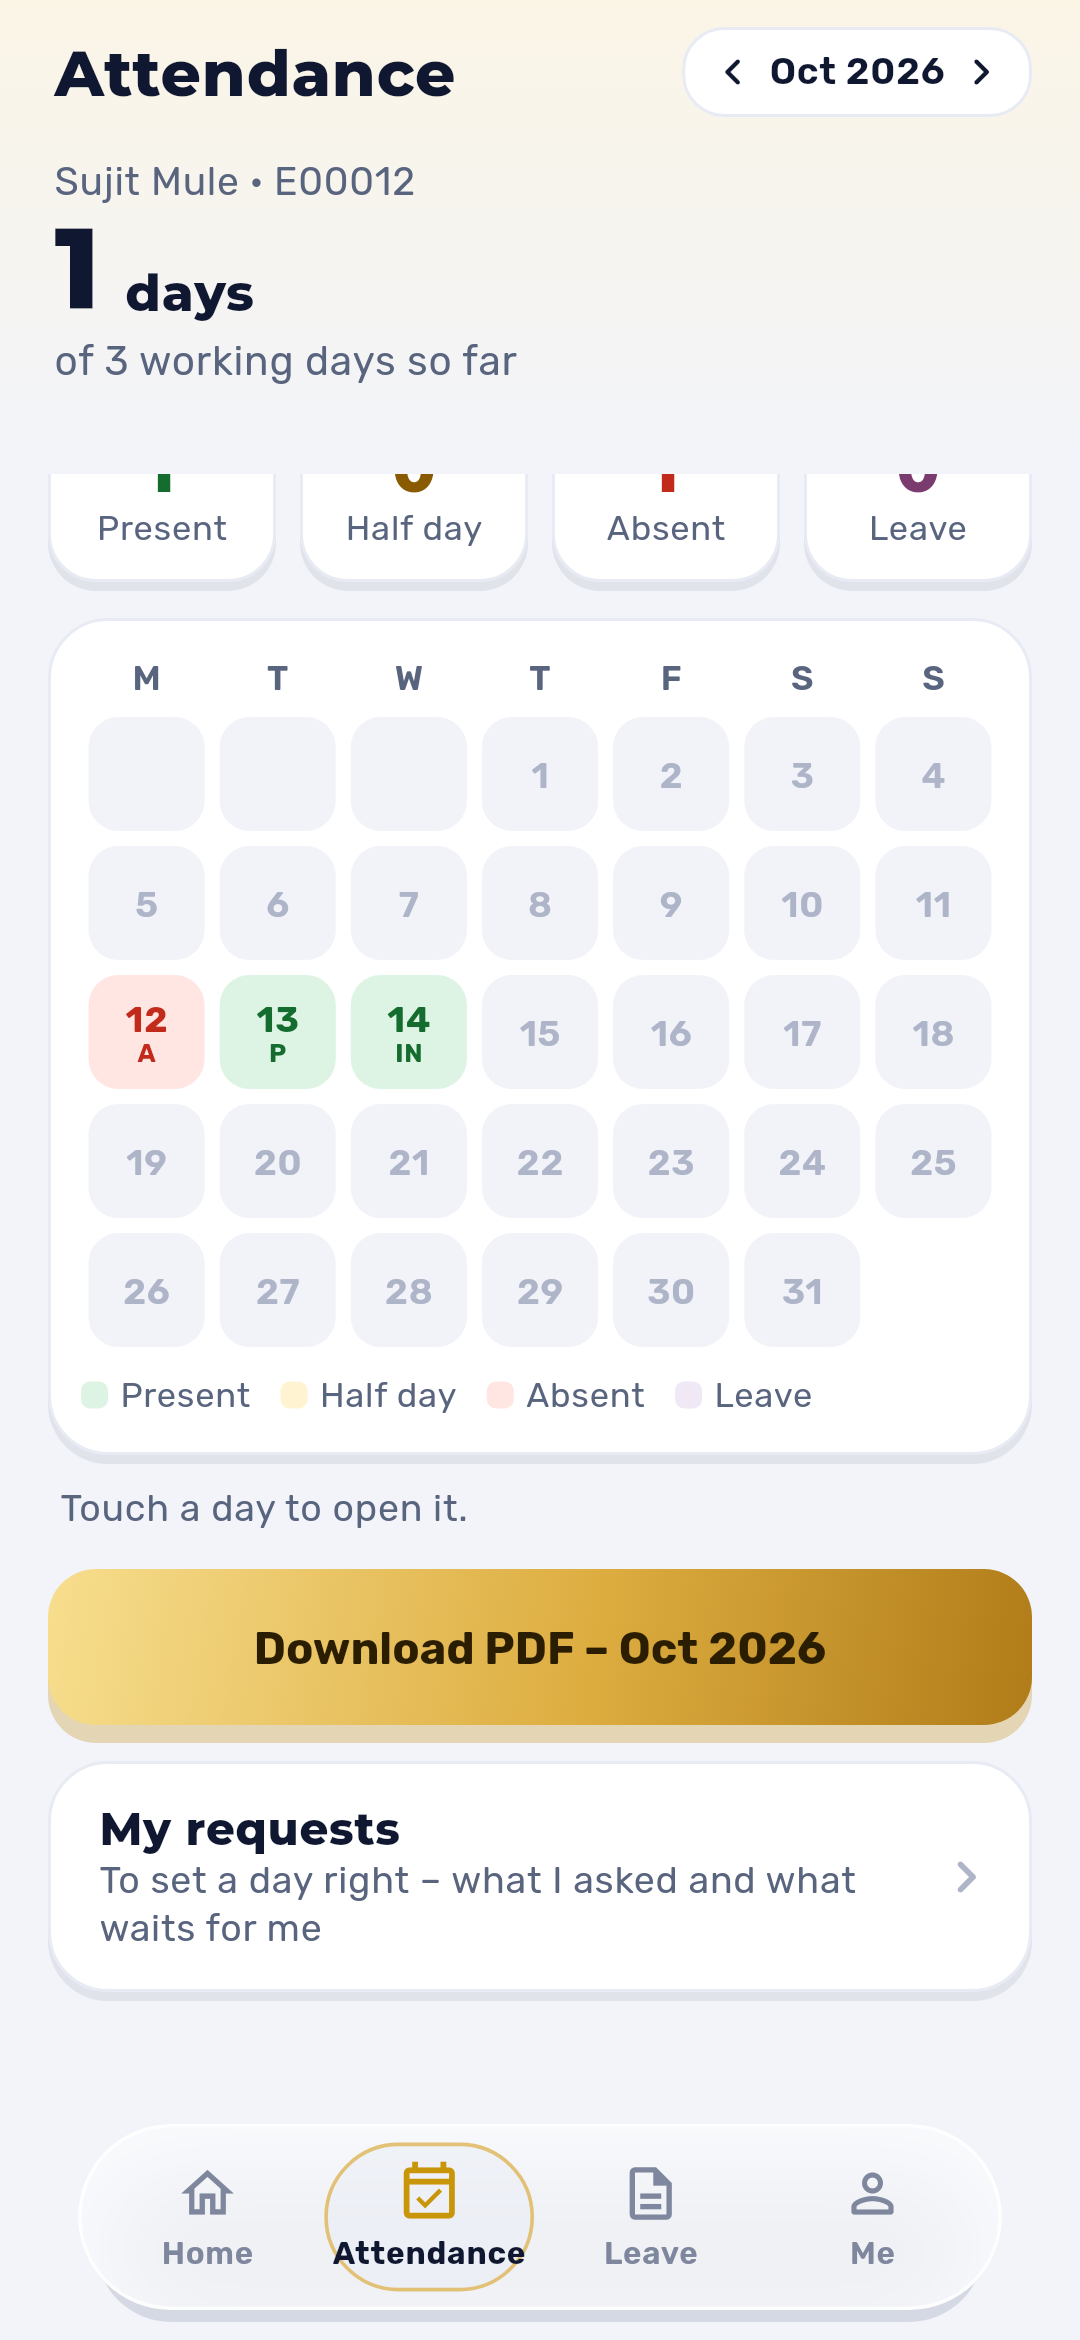 Attendance
Oct 2026
Sujit Mule • E00012
1 days
of 3 working days so far
Present Half day Absent Leave
M T W T F S S
1 2 3 4
5 6 7 8 9 10 11
12 13 14 15 16 17 18
A P IN
19 20 21 22 23 24 25
26 27 28 29 30 31
Present Half day Absent Leave
Touch a day to open it.
Download PDF – Oct 2026
My requests
To set a day right – what I asked and what
waits for me
Home Attendance Leave Me